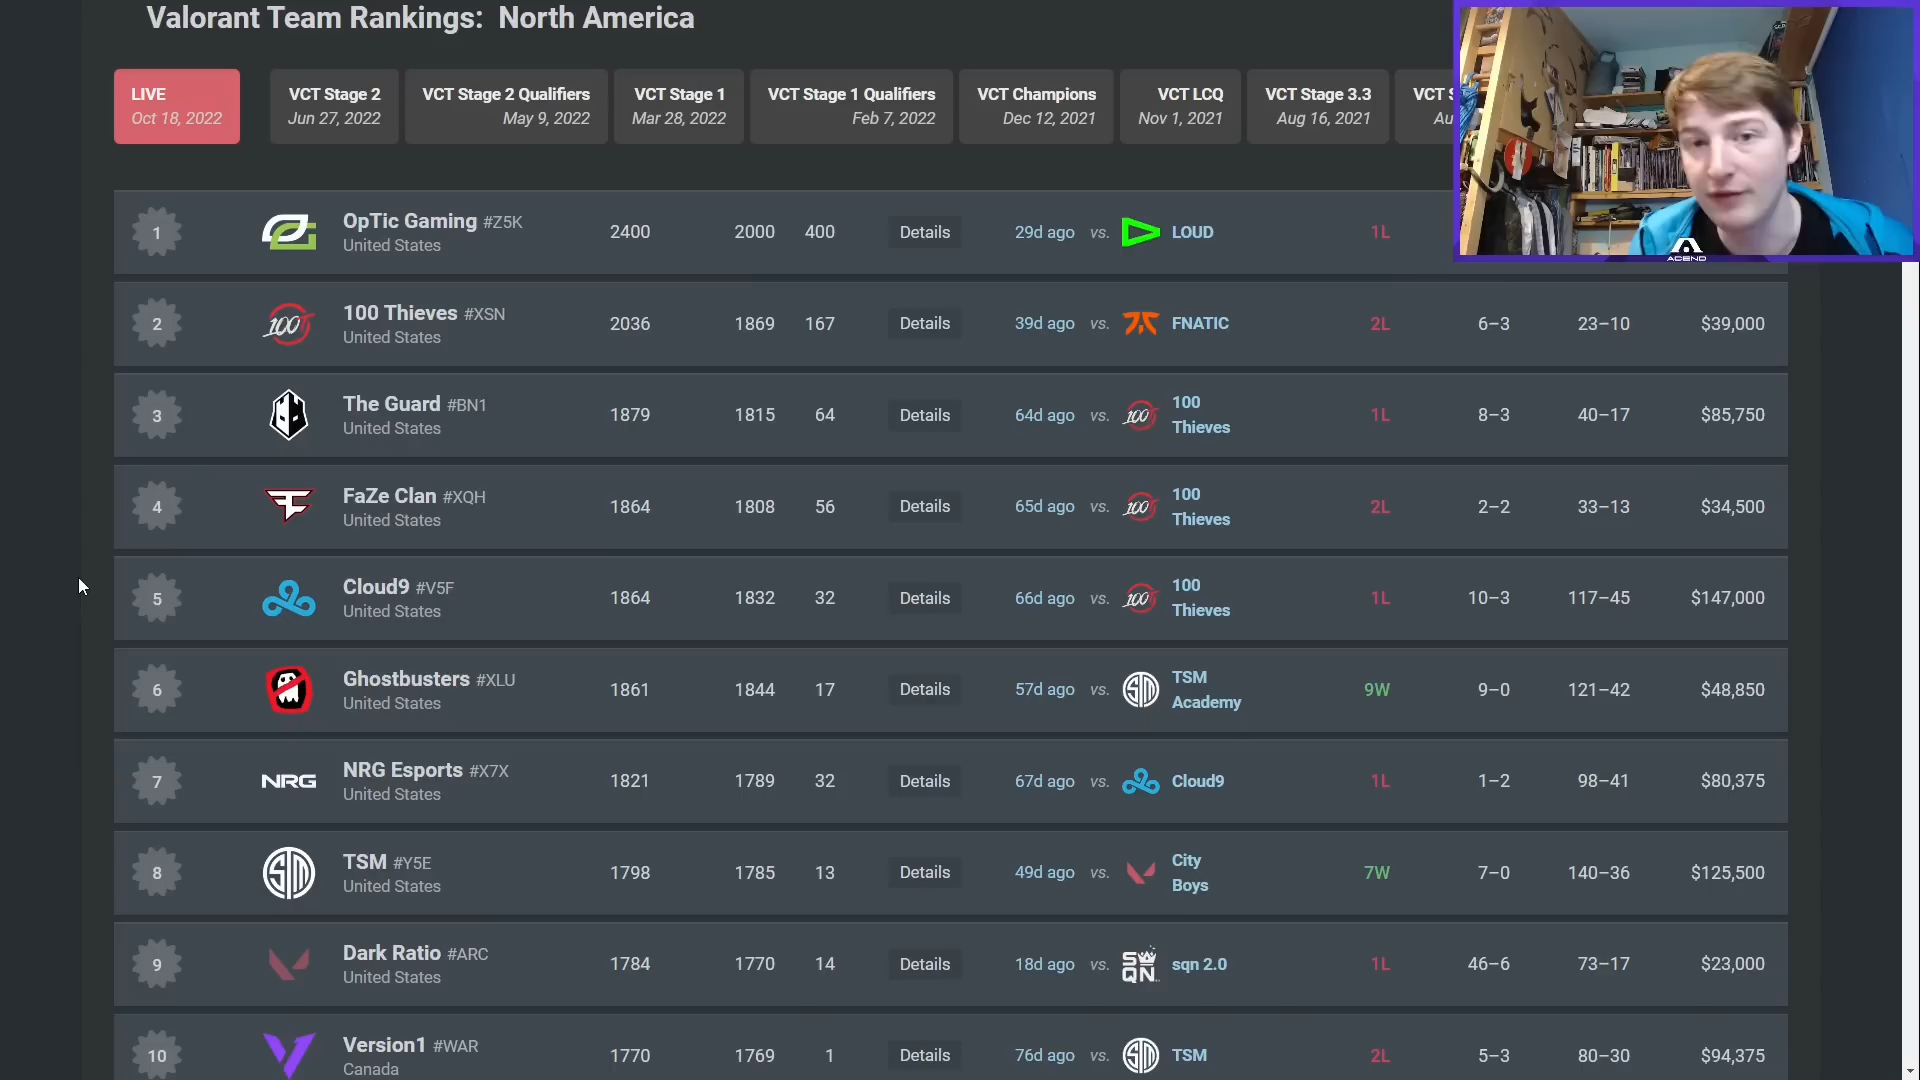 Valorant Team Rankings: North America
LIVE
Oct 18, 2022
VCT Stage 2
Jun 27, 2022
VCT Stage 2 Qualifiers
May 9, 2022
VCT Stage 1
Mar 28, 2022
VCT Stage 1 Qualifiers
Feb 7, 2022
VCT Champions
Dec 12, 2021
VCT LCQ
Nov 1, 2021
VCT Stage 3.3
Aug 16, 2021
VCT S
Au
ACEND
1 OpTic Gaming #Z5K 2400 2000 400 Details 29d ago vs. LOUD 1L
United States
2 100T 100 Thieves #XSN 2036 1869 167 Details 39d ago vs. FNATIC 2L 6–3 23–10 $39,000
United States
3 The Guard #BN1 1879 1815 64 Details 64d ago vs. 100T 100 Thieves 1L 8–3 40–17 $85,750
United States
4 FaZe Clan #XQH 1864 1808 56 Details 65d ago vs. 100T 100 Thieves 2L 2–2 33–13 $34,500
United States
5 Cloud9 #V5F 1864 1832 32 Details 66d ago vs. 100T 100 Thieves 1L 10–3 117–45 $147,000
United States
6 Ghostbusters #XLU 1861 1844 17 Details 57d ago vs. TSM TSM Academy 9W 9–0 121–42 $48,850
United States
7 NRG NRG Esports #X7X 1821 1789 32 Details 67d ago vs. Cloud9 1L 1–2 98–41 $80,375
United States
8 TSM TSM #Y5E 1798 1785 13 Details 49d ago vs. City Boys 7W 7–0 140–36 $125,500
United States
9 Dark Ratio #ARC 1784 1770 14 Details 18d ago vs. SQN sqn 2.0 1L 46–6 73–17 $23,000
United States
10 Version1 #WAR 1770 1769 1 Details 76d ago vs. TSM TSM 2L 5–3 80–30 $94,375
Canada